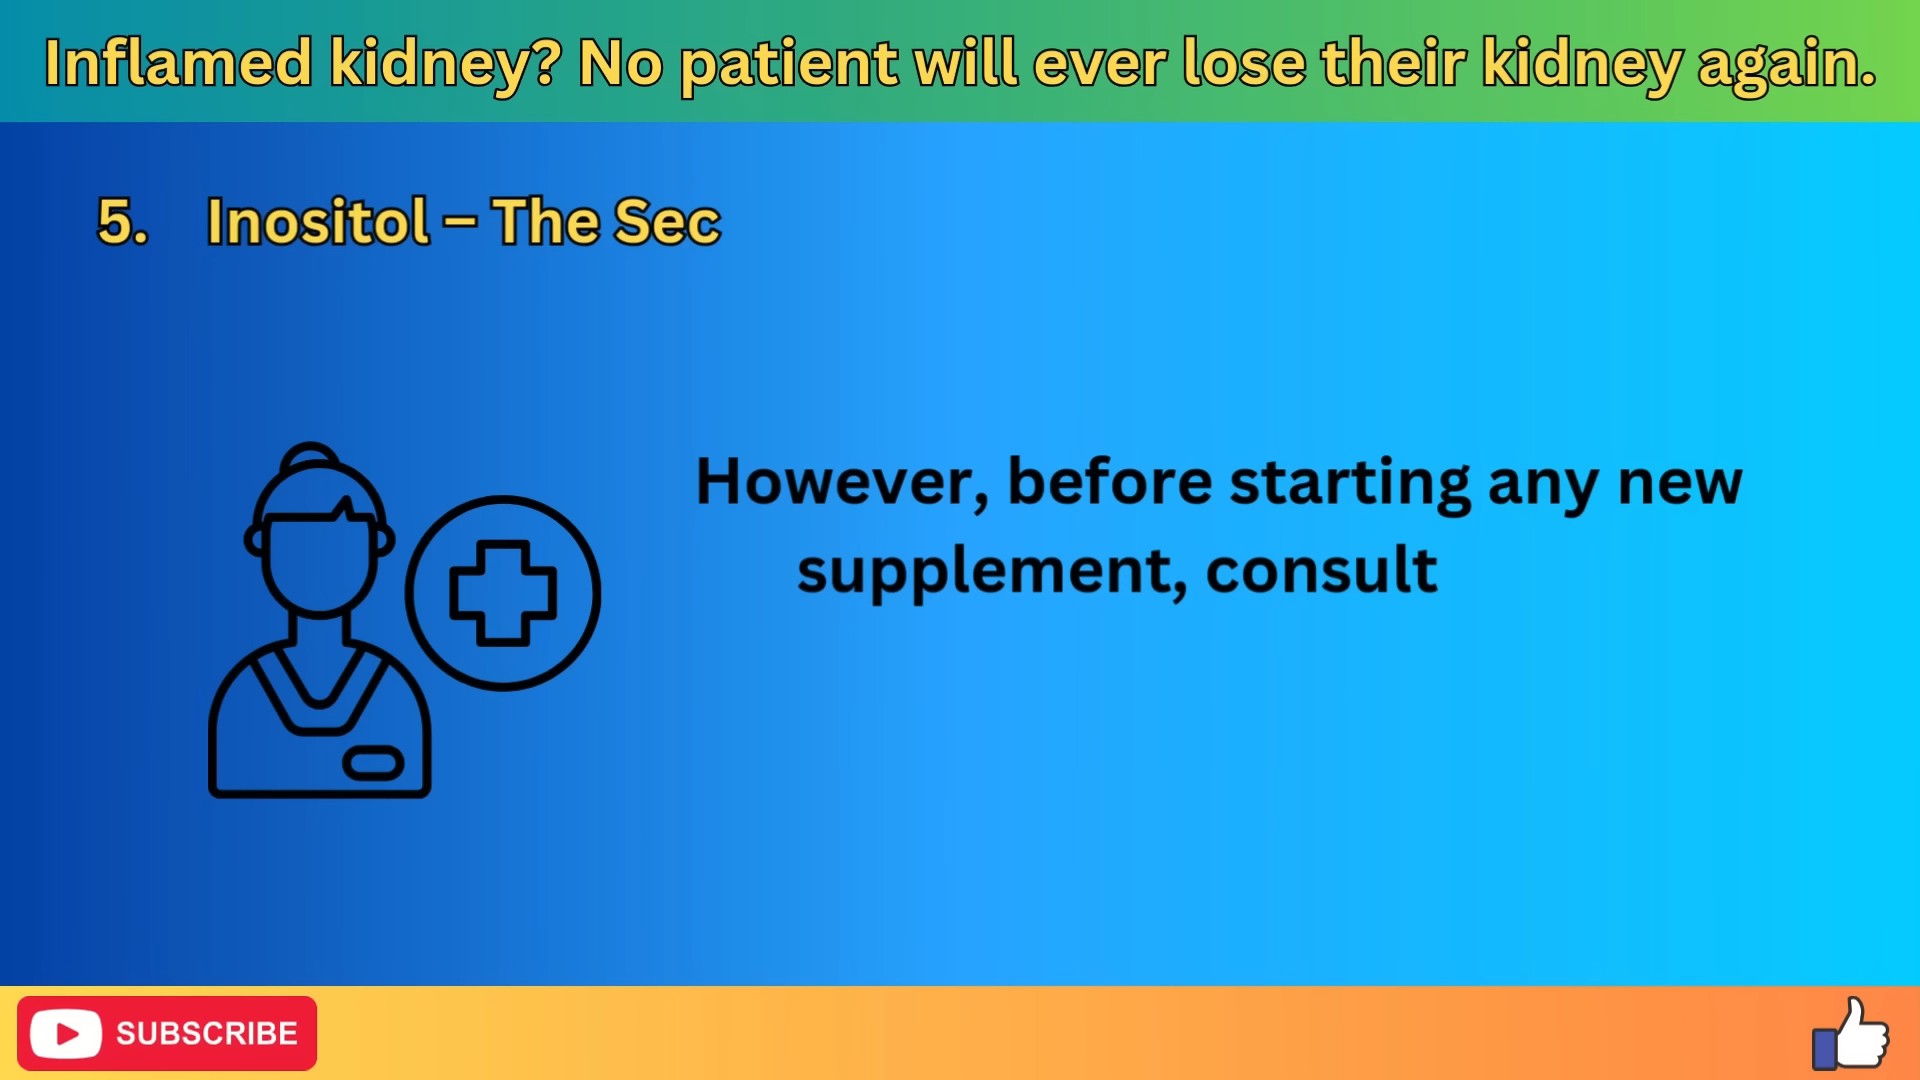 Inflamed kidney? No patient will ever lose their kidney again.
5. Inositol – The Sec
However, before starting any new
supplement, consult
SUBSCRIBE